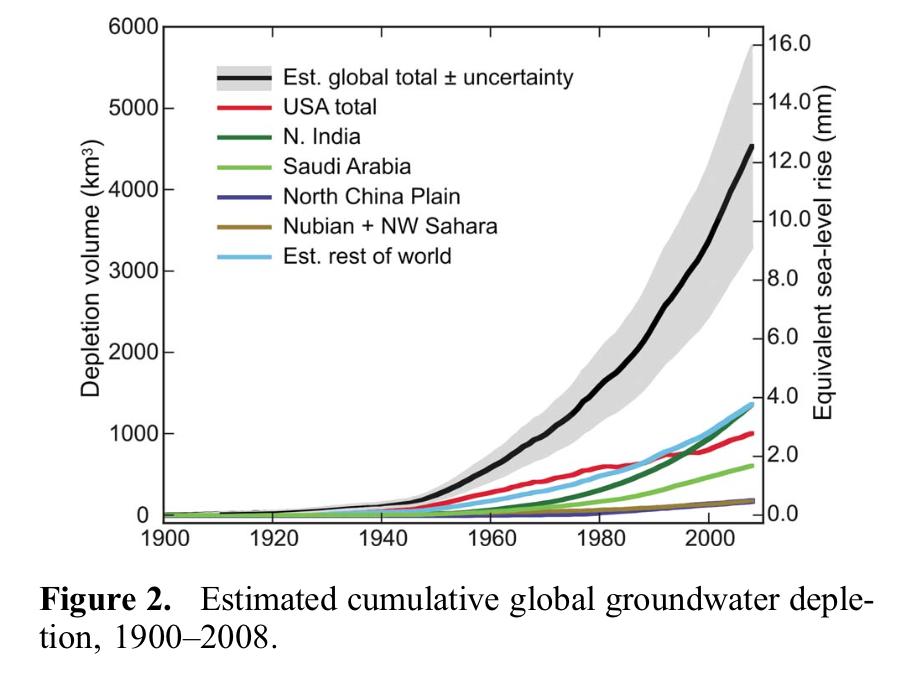 6000
5000
4000
3000
2000
1000
0
Depletion volume (km³)
Est. global total ± uncertainty
USA total
N. India
Saudi Arabia
North China Plain
Nubian + NW Sahara
Est. rest of world
16.0
14.0
12.0
10.0
8.0
6.0
4.0
2.0
0.0
Equivalent sea-level rise (mm)
1900 1920 1940 1960 1980 2000
Figure 2. Estimated cumulative global groundwater deple-
tion, 1900–2008.